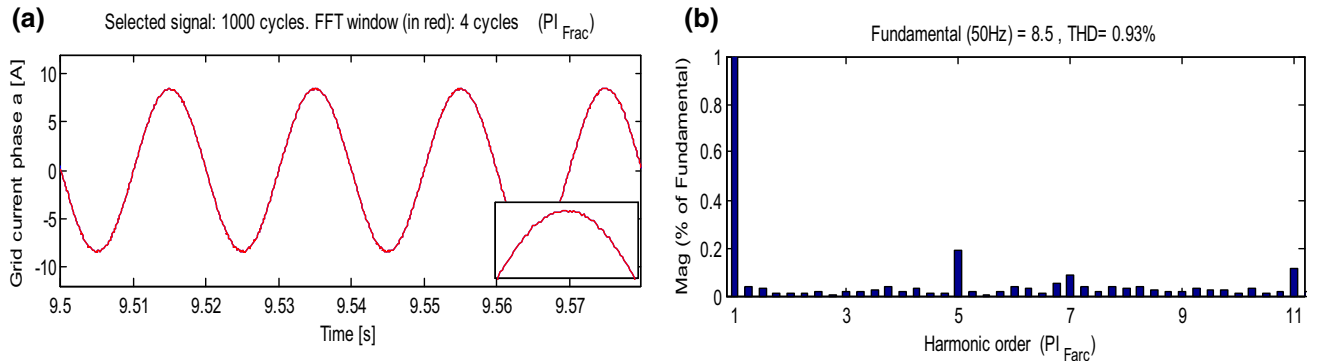 (a)
Selected signal: 1000 cycles. FFT window (in red): 4 cycles (PI Frac)
Grid current phase a [A]
10
5
0
-5
-10
9.5 9.51 9.52 9.53 9.54 9.55 9.56 9.57
Time [s]
(b)
Fundamental (50Hz) = 8.5 , THD= 0.93%
Mag (% of Fundamental)
1
0.8
0.6
0.4
0.2
0
1 3 5 7 9 11
Harmonic order (PI Farc)